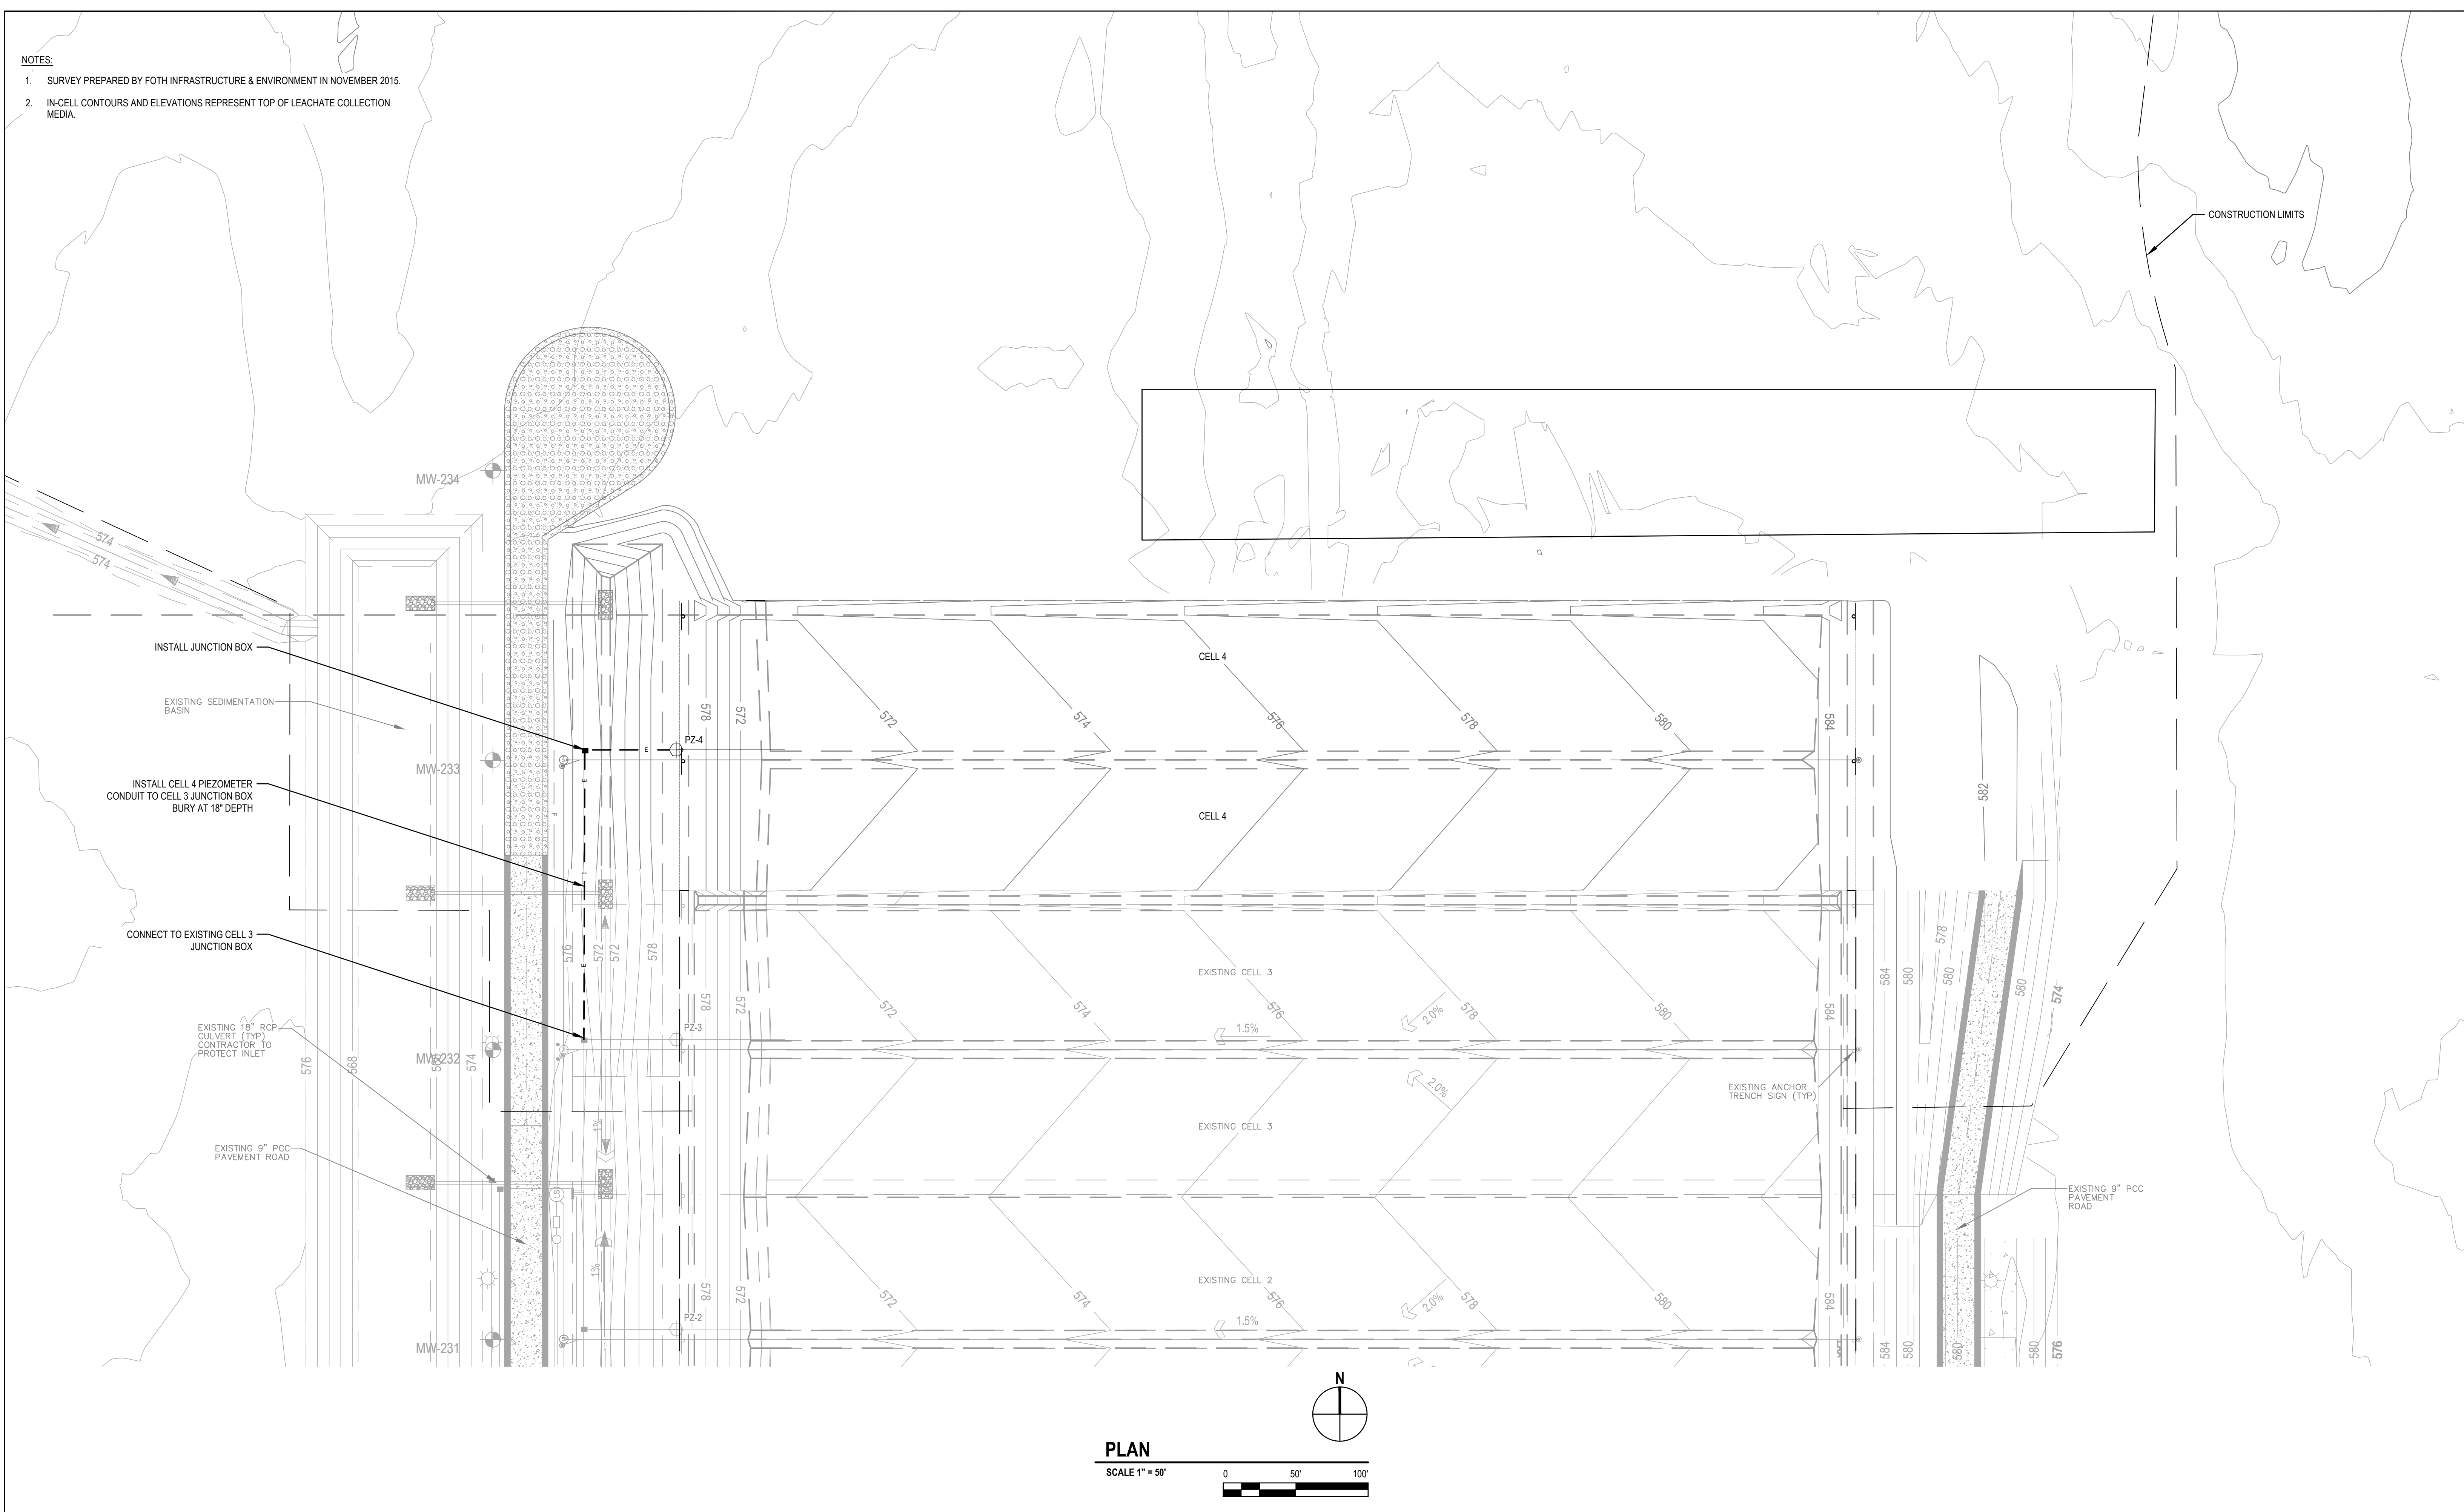 NOTES:
1. SURVEY PREPARED BY FOTH INFRASTRUCTURE & ENVIRONMENT IN NOVEMBER 2015.
2. IN-CELL CONTOURS AND ELEVATIONS REPRESENT TOP OF LEACHATE COLLECTION
MEDIA.
CONSTRUCTION LIMITS
MW-234
574
574
INSTALL JUNCTION BOX
CELL 4
EXISTING SEDIMENTATION
BASIN
578
572
572
574
576
578
580
584
E
PZ-4
MW-233
INSTALL CELL 4 PIEZOMETER
CONDUIT TO CELL 3 JUNCTION BOX
BURY AT 18" DEPTH
E
F
582
CELL 4
E
CONNECT TO EXISTING CELL 3
JUNCTION BOX
576
572
572
578
E
EXISTING CELL 3
578
580
584
580
580
574
578
572
572
574
576
578
580
584
2.0%
1.5%
EXISTING 18" RCP
CULVERT (TYP)
CONTRACTOR TO
PROTECT INLET
PZ-3
MW-232
576
568
568
574
2.0%
EXISTING ANCHOR
TRENCH SIGN (TYP)
EXISTING CELL 3
1%
EXISTING 9" PCC
PAVEMENT ROAD
LS
EXISTING 9" PCC
PAVEMENT
ROAD
1%
EXISTING CELL 2
578
572
572
574
576
578
580
584
2.0%
1.5%
PZ-2
MW-231
584
580
580
580
576
N
PLAN
SCALE 1" = 50'
0 50' 100'